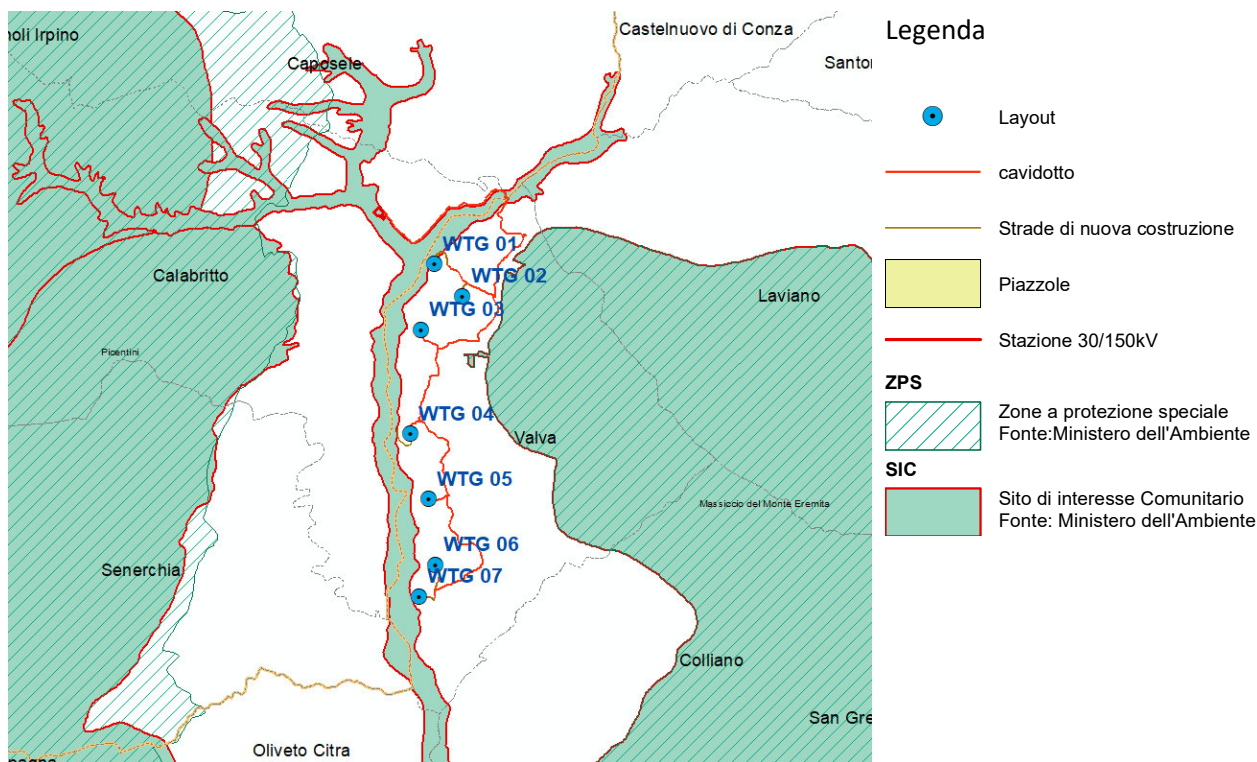 Castelnuovo di Conza
noli Irpino
Caposele
Santor
WTG 01
WTG 02
Calabritto
Laviano
WTG 03
Picentini
WTG 04
Valva
WTG 05
Massiccio del Monte Eremita
WTG 06
Senerchia
WTG 07
Colliano
San Gre
Oliveto Citra
pagna
Legenda
Layout
cavidotto
Strade di nuova costruzione
Piazzole
Stazione 30/150kV
ZPS
Zone a protezione speciale
Fonte:Ministero dell'Ambiente
SIC
Sito di interesse Comunitario
Fonte: Ministero dell'Ambiente